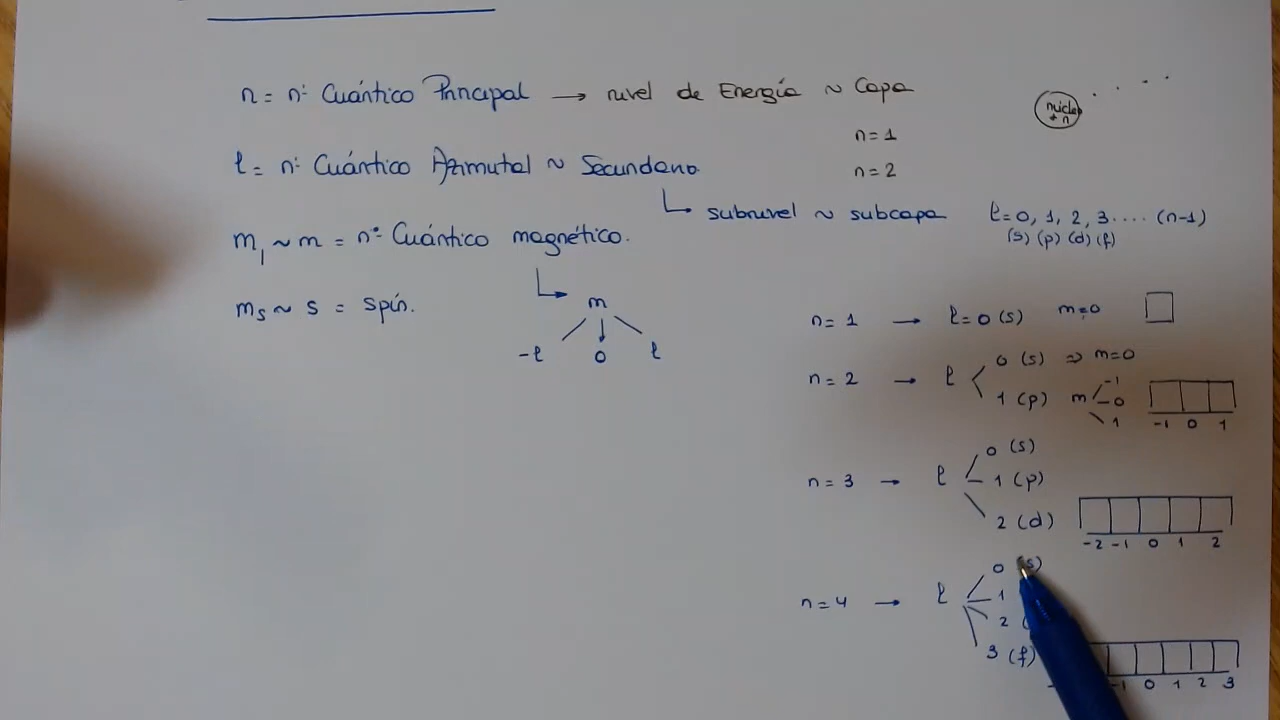 n = nº Cuántico Principal → nivel de Energía ~ Capa
n = 1
n = 2
núcleo
+ n
l = nº Cuántico Azimutal ~ Secundario
subnivel ~ subcapa l = 0, 1, 2, 3 .... (n-1)
(s) (p) (d) (f)
m, ~ m = nº Cuántico magnético.
m
-l 0 l
ms ~ s = spín.
n = 1 → l = 0 (s) m=0
n = 2 → l 0 (s) ⇒ m=0
1 (p) m -1 0 1
-1 0 1
n = 3 → l 0 (s)
1 (p)
2 (d)
-2 -1 0 1 2
n = 4 → l 0 (s)
1
2 (
3 (f)
-1 0 1 2 3